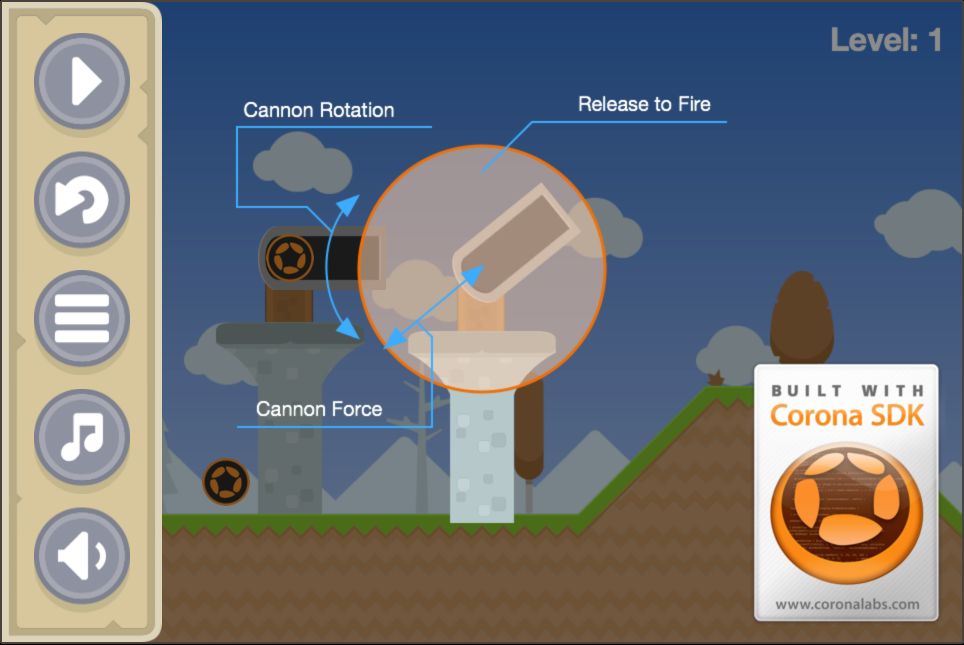 Level: 1
Cannon Rotation
Release to Fire
Cannon Force
BUILT WITH
Corona SDK
www.coronalabs.com